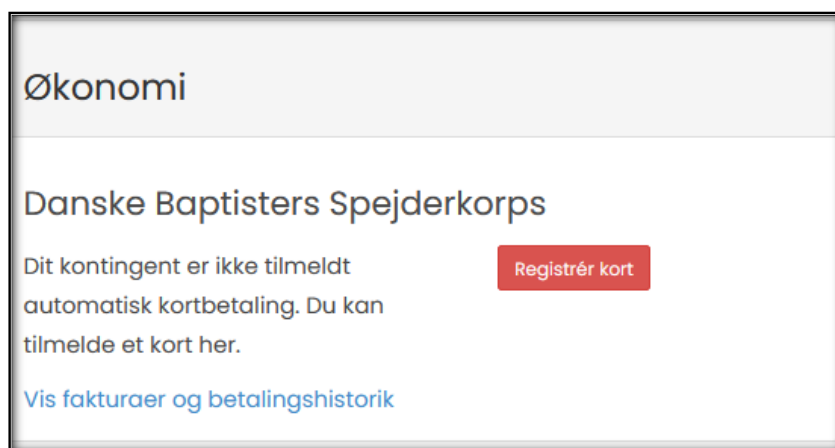 Økonomi
Danske Baptisters Spejderkorps
Dit kontingent er ikke tilmeldt
automatisk kortbetaling. Du kan
tilmelde et kort her.
Registrér kort
Vis fakturaer og betalingshistorik